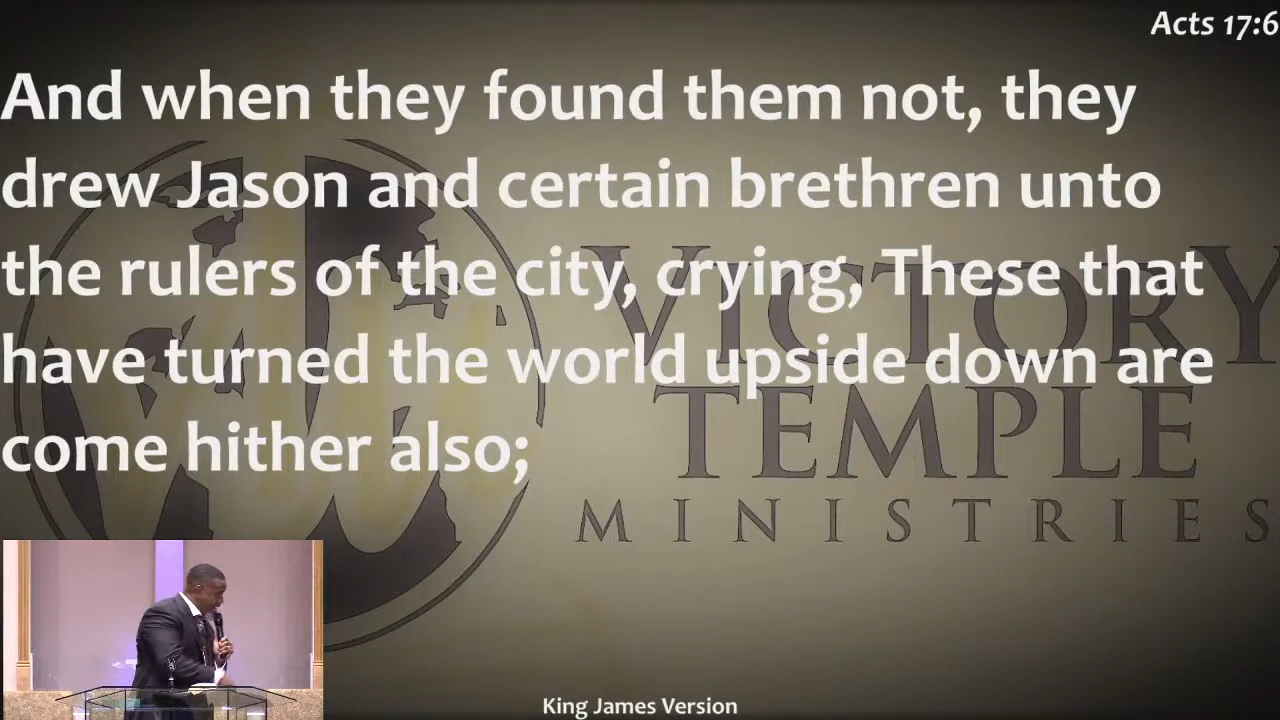 Acts 17:6
And when they found them not, they
drew Jason and certain brethren unto
the rulers of the city, crying, These that
have turned the world upside down are
come hither also;
VICTORY
TEMPLE
MINISTRIES
King James Version